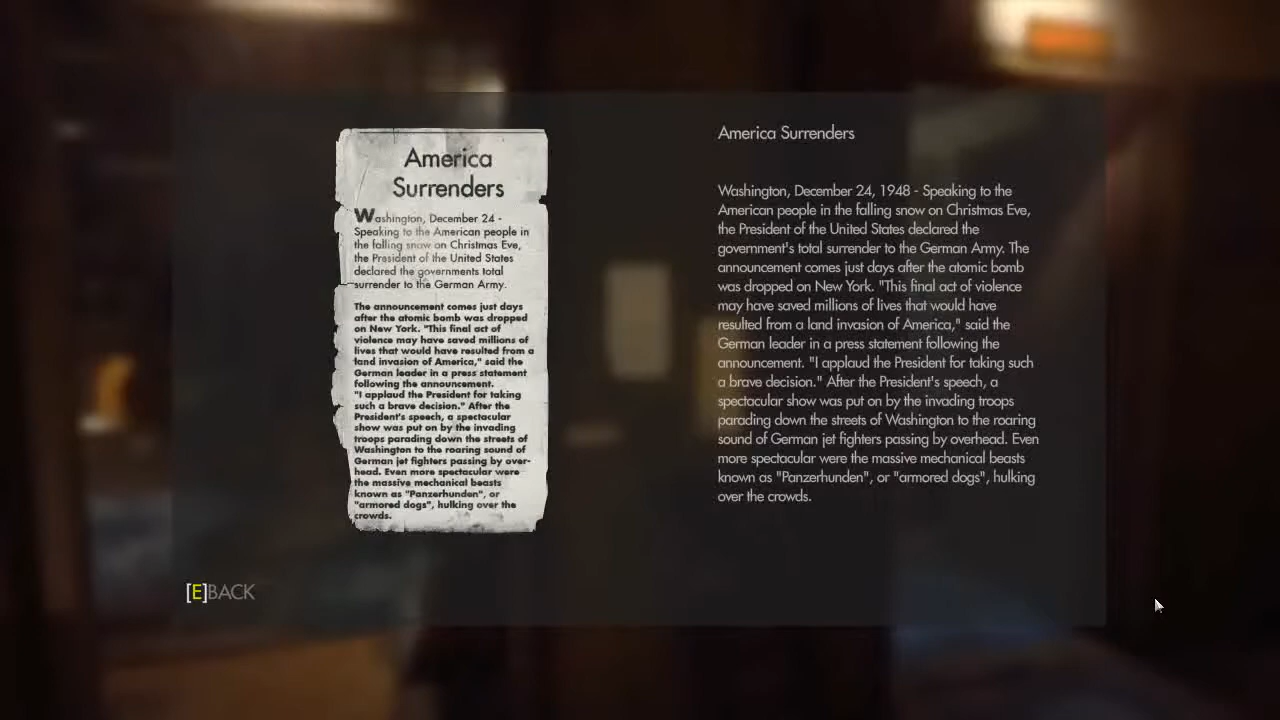 America
Surrenders
Washington, December 24 -
Speaking to the American people in
the falling snow on Christmas Eve,
the President of the United States
declared the governments total
surrender to the German Army.
The announcement comes just days
after the atomic bomb was dropped
on New York. "This final act of
violence may have saved millions of
lives that would have resulted from a
land invasion of America," said the
German leader in a press statement
following the announcement.
"I applaud the President for taking
such a brave decision." After the
President's speech, a spectacular
show was put on by the invading
troops parading down the streets of
Washington to the roaring sound of
German jet fighters passing by over-
head. Even more spectacular were
the massive mechanical beasts
known as "Panzerhunden", or
"armored dogs", hulking over the
crowds.
America Surrenders
Washington, December 24, 1948 - Speaking to the
American people in the falling snow on Christmas Eve,
the President of the United States declared the
government's total surrender to the German Army. The
announcement comes just days after the atomic bomb
was dropped on New York. "This final act of violence
may have saved millions of lives that would have
resulted from a land invasion of America," said the
German leader in a press statement following the
announcement. "I applaud the President for taking such
a brave decision." After the President's speech, a
spectacular show was put on by the invading troops
parading down the streets of Washington to the roaring
sound of German jet fighters passing by overhead. Even
more spectacular were the massive mechanical beasts
known as "Panzerhunden", or "armored dogs", hulking
over the crowds.
[E]BACK